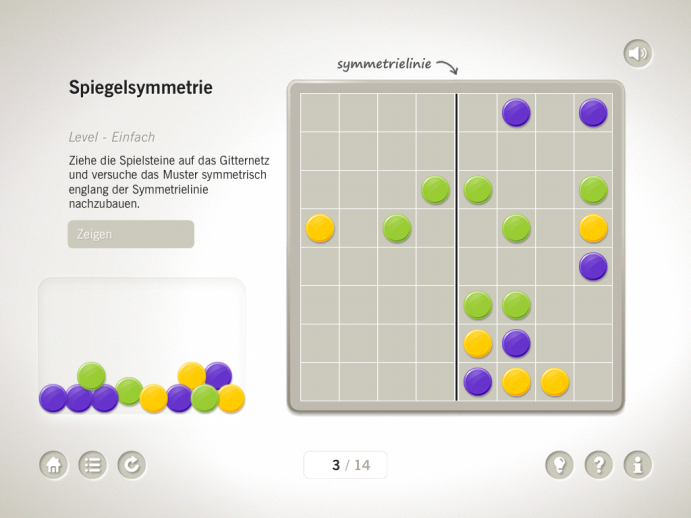 symmetrielinie
Spiegelsymmetrie
Level - Einfach
Ziehe die Spielsteine auf das Gitternetz
und versuche das Muster symmetrisch
englang der Symmetrielinie
nachzubauen.
Zeigen
3 / 14